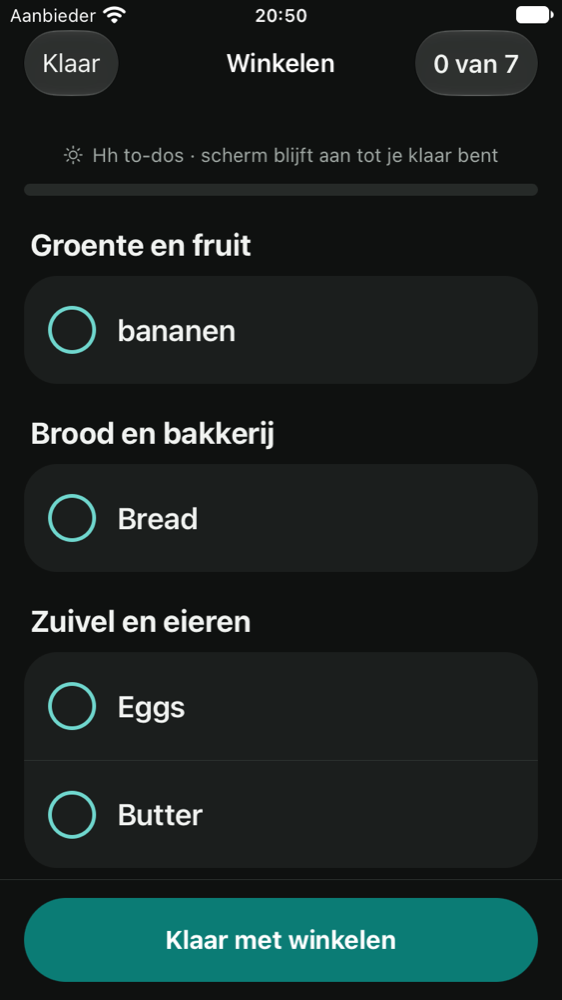 Aanbieder 20:50
Klaar Winkelen 0 van 7
Hh to-dos · scherm blijft aan tot je klaar bent
Groente en fruit
bananen
Brood en bakkerij
Bread
Zuivel en eieren
Eggs
Butter
Klaar met winkelen